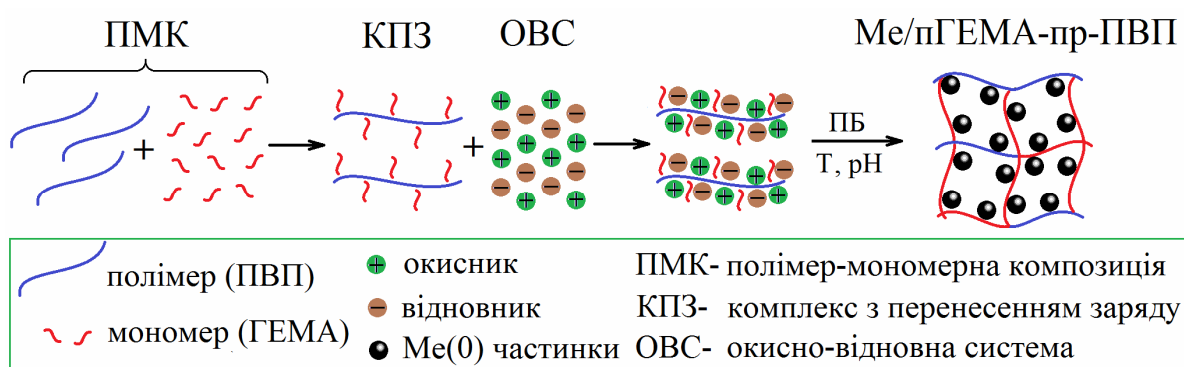 ПМК КПЗ ОВС Ме/пГЕМА-пр-ПВП
+ + ПБ
Т, рН
полімер (ПВП) окисник ПМК- полімер-мономерна композиція
мономер (ГЕМА) відновник КПЗ- комплекс з перенесенням заряду
Ме(0) частинки ОВС- окисно-відновна система